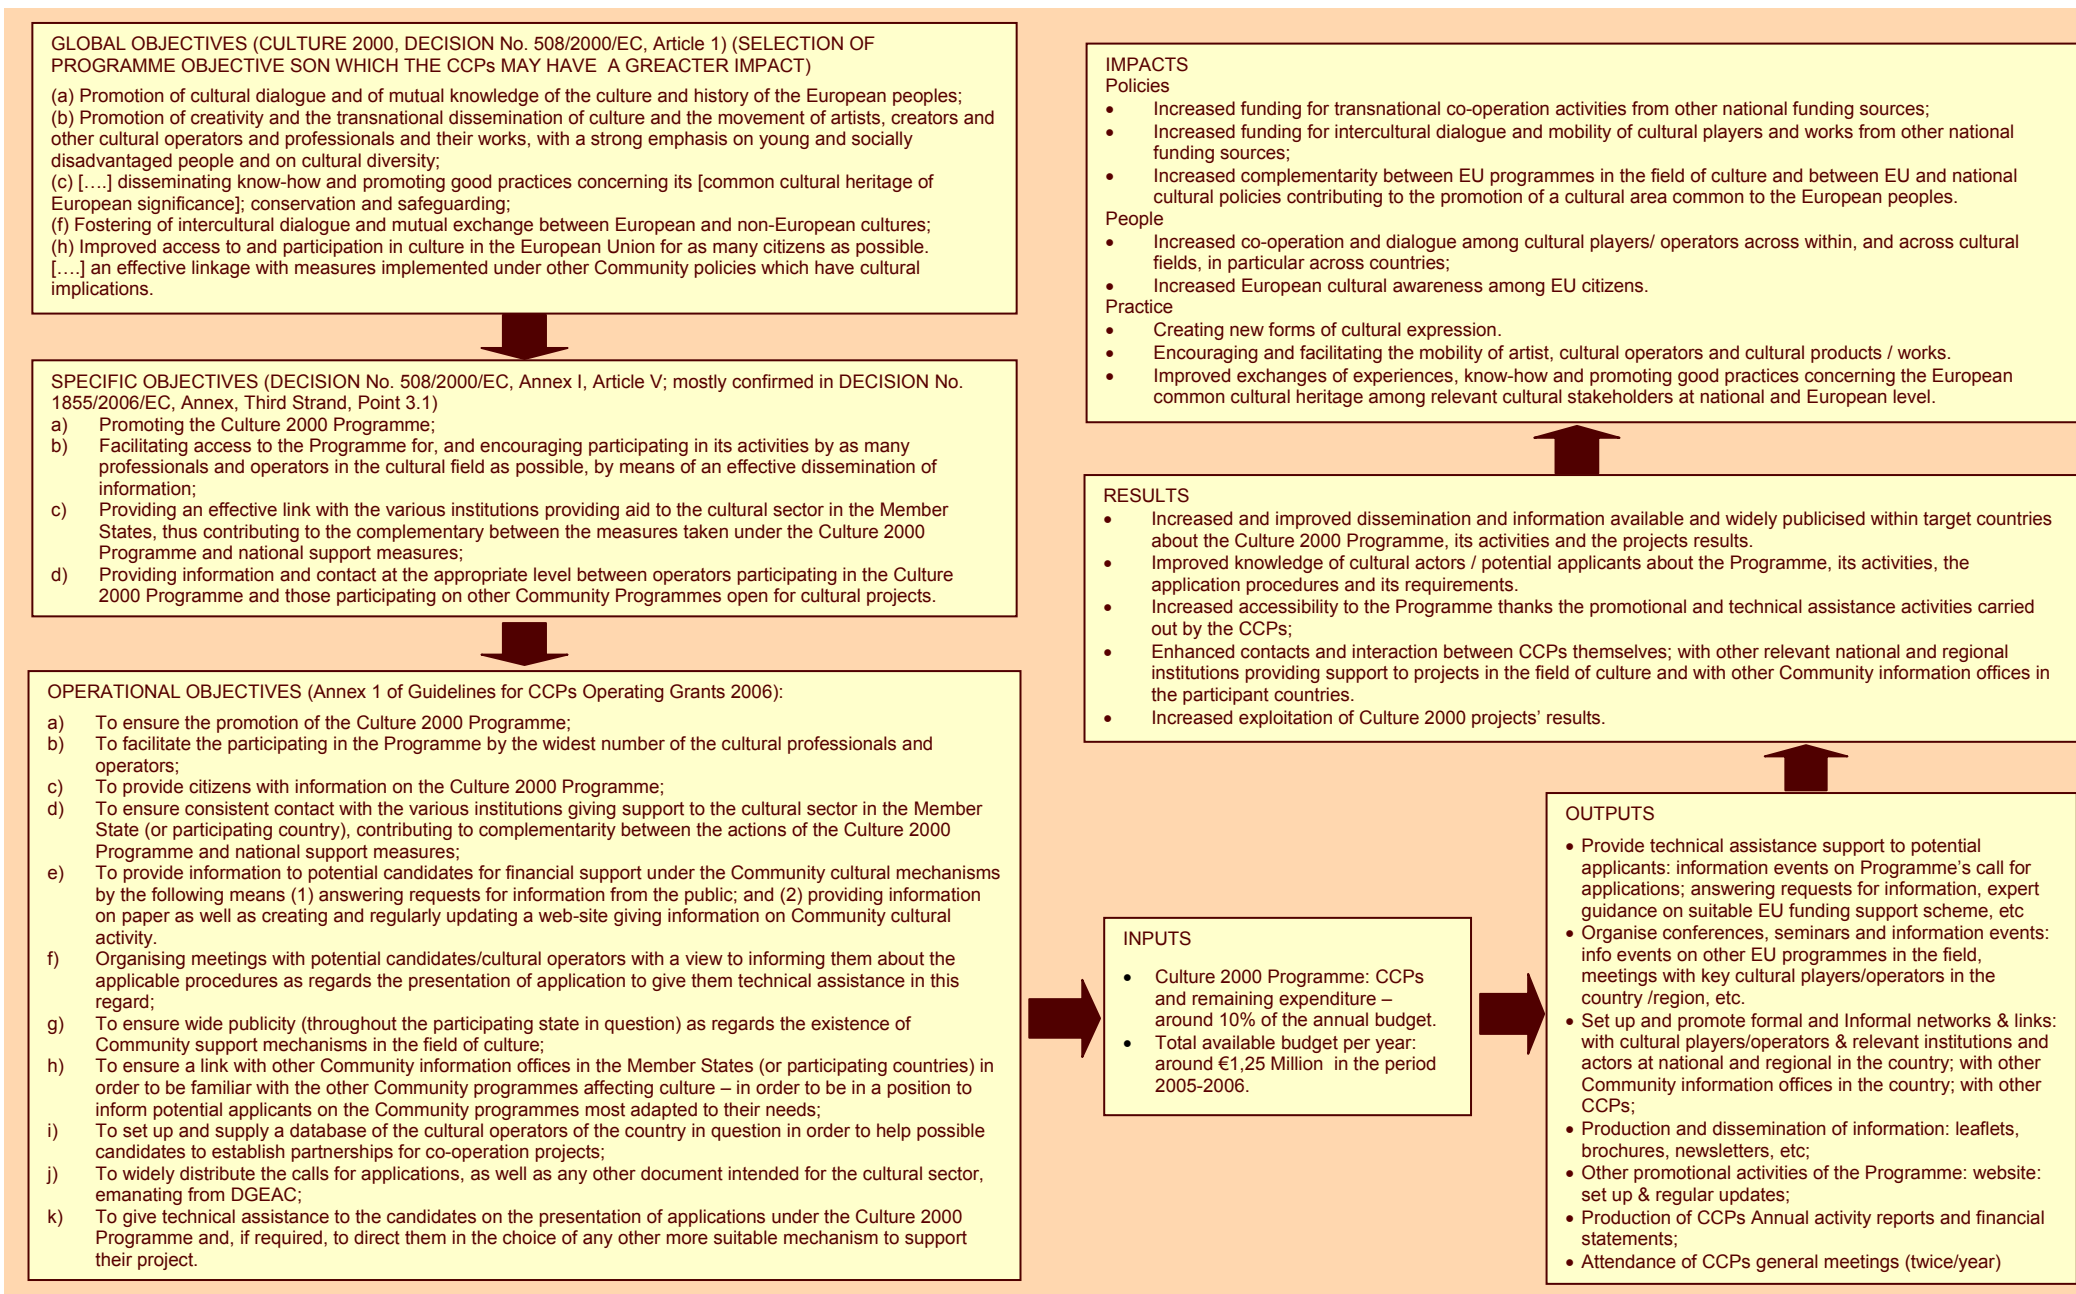 GLOBAL OBJECTIVES (CULTURE 2000, DECISION No. 508/2000/EC, Article 1) (SELECTION OF
PROGRAMME OBJECTIVE SON WHICH THE CCPs MAY HAVE  A GREACTER IMPACT)
(a) Promotion of cultural dialogue and of mutual knowledge of the culture and history of the European peoples;
(b) Promotion of creativity and the transnational dissemination of culture and the movement of artists, creators and
other cultural operators and professionals and their works, with a strong emphasis on young and socially
disadvantaged people and on cultural diversity;
(c) [….] disseminating know-how and promoting good practices concerning its [common cultural heritage of
European significance]; conservation and safeguarding;
(f) Fostering of intercultural dialogue and mutual exchange between European and non-European cultures;
(h) Improved access to and participation in culture in the European Union for as many citizens as possible.
[….] an effective linkage with measures implemented under other Community policies which have cultural
implications.
SPECIFIC OBJECTIVES (DECISION No. 508/2000/EC, Annex I, Article V; mostly confirmed in DECISION No.
1855/2006/EC, Annex, Third Strand, Point 3.1)
a) Promoting the Culture 2000 Programme;
b) Facilitating access to the Programme for, and encouraging participating in its activities by as many
professionals and operators in the cultural field as possible, by means of an effective dissemination of
information;
c) Providing an effective link with the various institutions providing aid to the cultural sector in the Member
States, thus contributing to the complementary between the measures taken under the Culture 2000
Programme and national support measures;
d) Providing information and contact at the appropriate level between operators participating in the Culture
2000 Programme and those participating on other Community Programmes open for cultural projects.
OPERATIONAL OBJECTIVES (Annex 1 of Guidelines for CCPs Operating Grants 2006):
a) To ensure the promotion of the Culture 2000 Programme;
b) To facilitate the participating in the Programme by the widest number of the cultural professionals and
operators;
c) To provide citizens with information on the Culture 2000 Programme;
d) To ensure consistent contact with the various institutions giving support to the cultural sector in the Member
State (or participating country), contributing to complementarity between the actions of the Culture 2000
Programme and national support measures;
e) To provide information to potential candidates for financial support under the Community cultural mechanisms
by the following means (1) answering requests for information from the public; and (2) providing information
on paper as well as creating and regularly updating a web-site giving information on Community cultural
activity.
f) Organising meetings with potential candidates/cultural operators with a view to informing them about the
applicable procedures as regards the presentation of application to give them technical assistance in this
regard;
g) To ensure wide publicity (throughout the participating state in question) as regards the existence of
Community support mechanisms in the field of culture;
h) To ensure a link with other Community information offices in the Member States (or participating countries) in
order to be familiar with the other Community programmes affecting culture – in order to be in a position to
inform potential applicants on the Community programmes most adapted to their needs;
i) To set up and supply a database of the cultural operators of the country in question in order to help possible
candidates to establish partnerships for co-operation projects;
j) To widely distribute the calls for applications, as well as any other document intended for the cultural sector,
emanating from DGEAC;
k) To give technical assistance to the candidates on the presentation of applications under the Culture 2000
Programme and, if required, to direct them in the choice of any other more suitable mechanism to support
their project.
INPUTS
• Culture 2000 Programme: CCPs
and remaining expenditure –
around 10% of the annual budget.
• Total available budget per year:
around €1,25 Million  in the period
2005-2006.
OUTPUTS
• Provide technical assistance support to potential
applicants: information events on Programme's call for
applications; answering requests for information, expert
guidance on suitable EU funding support scheme, etc
• Organise conferences, seminars and information events:
info events on other EU programmes in the field,
meetings with key cultural players/operators in the
country /region, etc.
• Set up and promote formal and Informal networks & links:
with cultural players/operators & relevant institutions and
actors at national and regional in the country; with other
Community information offices in the country; with other
CCPs;
• Production and dissemination of information: leaflets,
brochures, newsletters, etc;
• Other promotional activities of the Programme: website:
set up & regular updates;
• Production of CCPs Annual activity reports and financial
statements;
• Attendance of CCPs general meetings (twice/year)
RESULTS
• Increased and improved dissemination and information available and widely publicised within target countries
about the Culture 2000 Programme, its activities and the projects results.
• Improved knowledge of cultural actors / potential applicants about the Programme, its activities, the
application procedures and its requirements.
• Increased accessibility to the Programme thanks the promotional and technical assistance activities carried
out by the CCPs;
• Enhanced contacts and interaction between CCPs themselves; with other relevant national and regional
institutions providing support to projects in the field of culture and with other Community information offices in
the participant countries.
• Increased exploitation of Culture 2000 projects' results.
IMPACTS
Policies
• Increased funding for transnational co-operation activities from other national funding sources;
• Increased funding for intercultural dialogue and mobility of cultural players and works from other national
funding sources;
• Increased complementarity between EU programmes in the field of culture and between EU and national
cultural policies contributing to the promotion of a cultural area common to the European peoples.
People
• Increased co-operation and dialogue among cultural players/ operators across within, and across cultural
fields, in particular across countries;
• Increased European cultural awareness among EU citizens.
Practice
• Creating new forms of cultural expression.
• Encouraging and facilitating the mobility of artist, cultural operators and cultural products / works.
• Improved exchanges of experiences, know-how and promoting good practices concerning the European
common cultural heritage among relevant cultural stakeholders at national and European level.